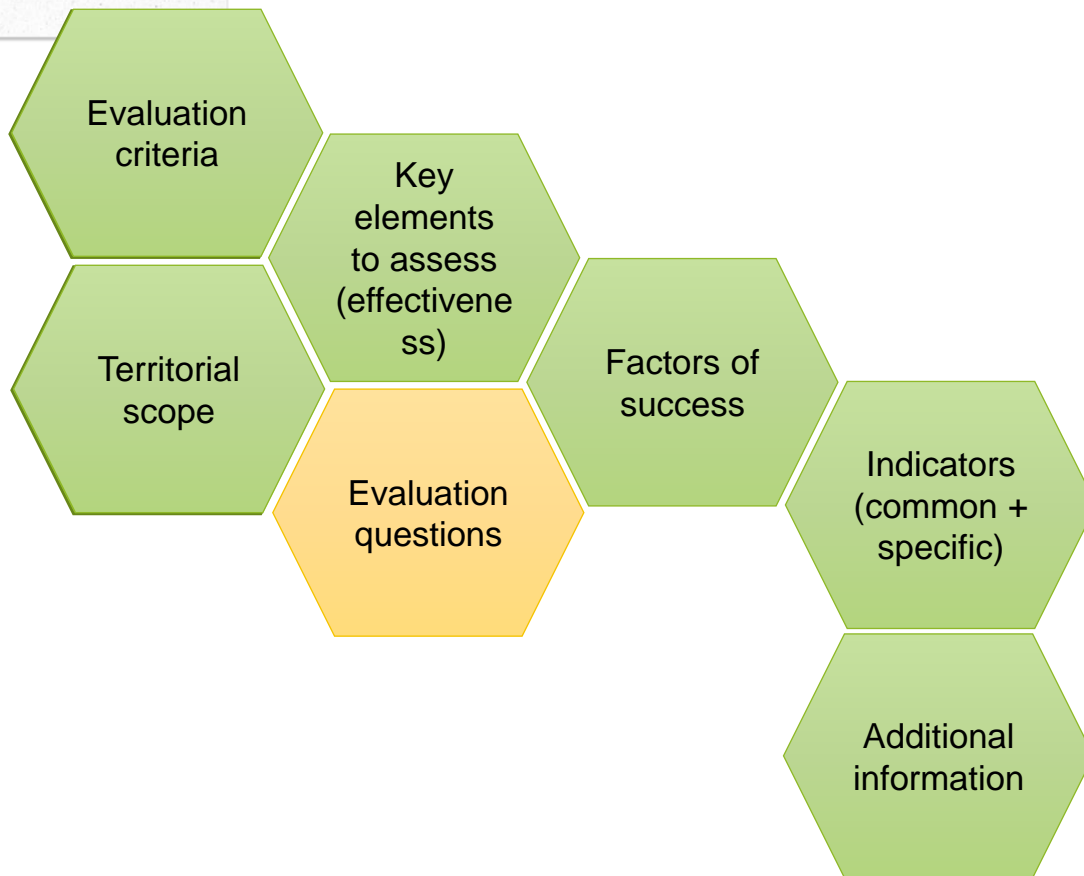 Evaluation
criteria
Key
elements
to assess
(effectivene
ss)
Territorial
scope
Factors of
success
Evaluation
questions
Indicators
(common +
specific)
Additional
information